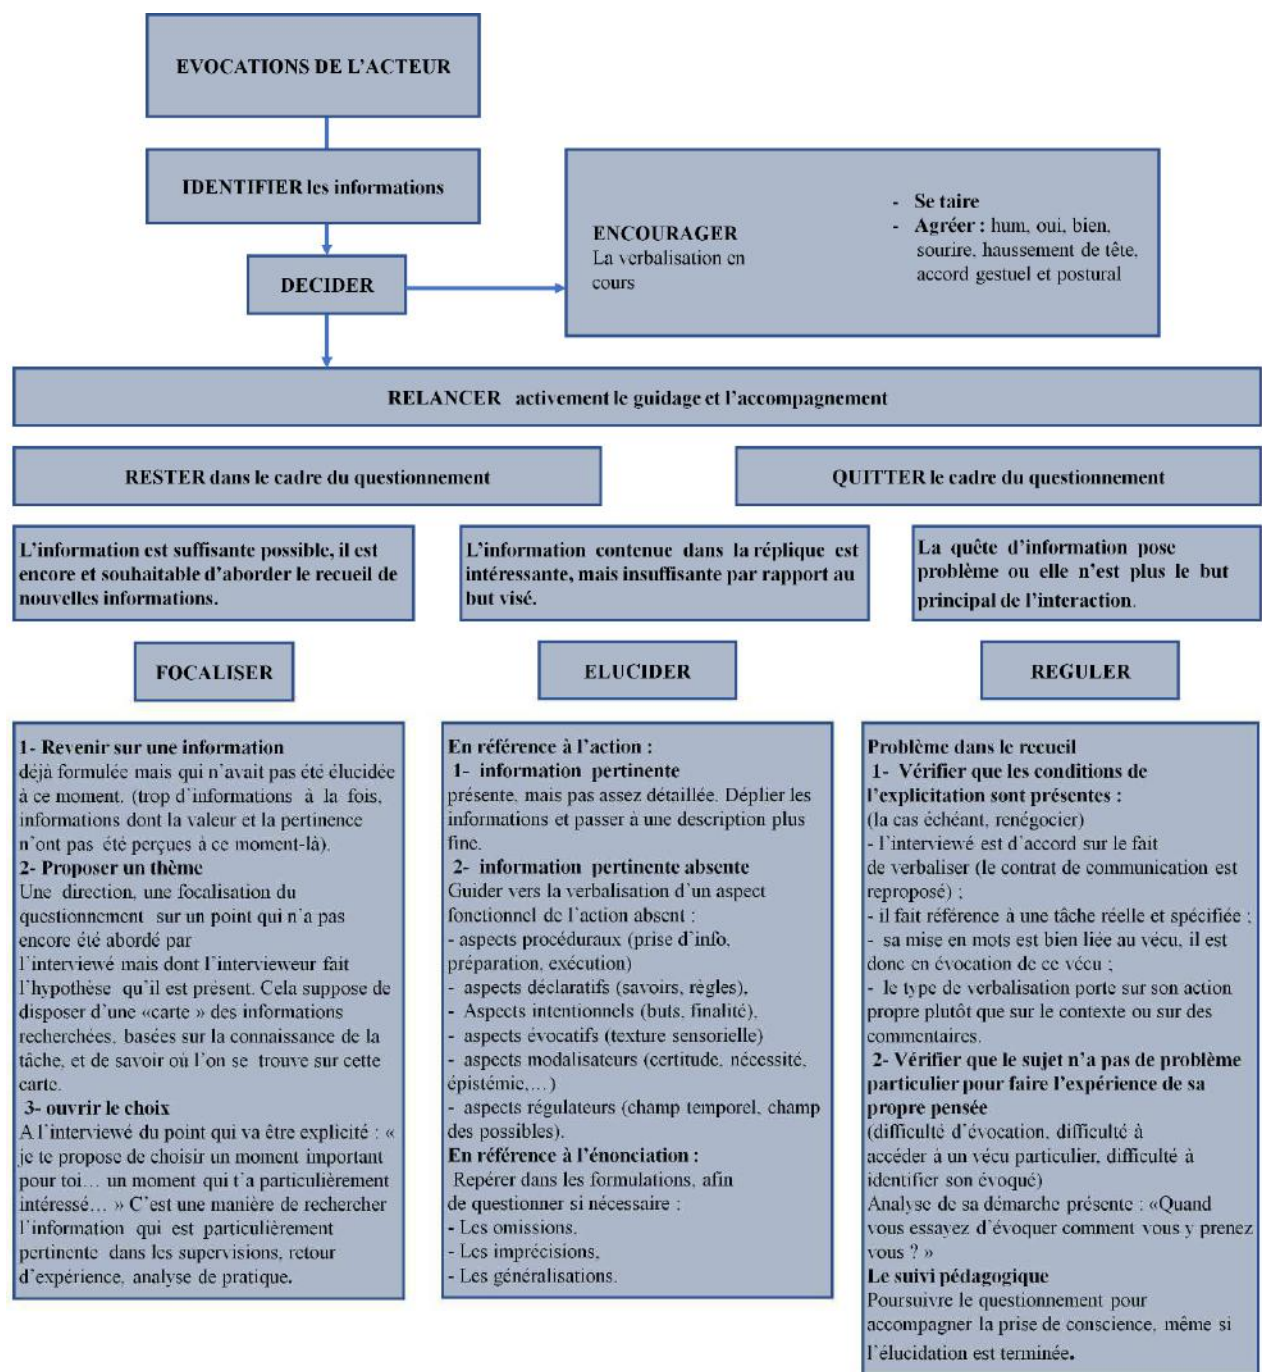 EVOCATIONS DE L'ACTEUR
IDENTIFIER les informations
DECIDER
ENCOURAGER
La verbalisation en
cours
- Se taire
- Agréer : hum, oui, bien,
sourire, haussement de tête,
accord gestuel et postural
RELANCER activement le guidage et l'accompagnement
RESTER dans le cadre du questionnement
QUITTER le cadre du questionnement
L'information est suffisante possible, il est
encore et souhaitable d'aborder le recueil de
nouvelles informations.
L'information contenue dans la réplique est
intéressante, mais insuffisante par rapport au
but visé.
La quête d'information pose
problème ou elle n'est plus le but
principal de l'interaction.
FOCALISER
ELUCIDER
REGULER
1- Revenir sur une information
déjà formulée mais qui n'avait pas été élucidée
à ce moment. (trop d'informations à la fois,
informations dont la valeur et la pertinence
n'ont pas été perçues à ce moment-là).
2- Proposer un thème
Une direction, une focalisation du
questionnement sur un point qui n'a pas
encore été abordé par
l'interviewé mais dont l'intervieweur fait
l'hypothèse qu'il est présent. Cela suppose de
disposer d'une «carte » des informations
recherchées, basées sur la connaissance de la
tâche, et de savoir où l'on se trouve sur cette
carte.
3- ouvrir le choix
A l'interviewé du point qui va être explicité : «
je te propose de choisir un moment important
pour toi… un moment qui t'a particulièrement
intéressé… » C'est une manière de rechercher
l'information qui est particulièrement
pertinente dans les supervisions, retour
d'expérience, analyse de pratique.
En référence à l'action :
1- information pertinente
présente, mais pas assez détaillée. Déplier les
informations et passer à une description plus
fine.
2- information pertinente absente
Guider vers la verbalisation d'un aspect
fonctionnel de l'action absent :
- aspects procéduraux (prise d'info,
préparation, exécution)
- aspects déclaratifs (savoirs, règles),
- Aspects intentionnels (buts, finalité),
- aspects évocatifs (texture sensorielle)
- aspects modalisateurs (certitude, nécessité,
épistémie,…)
- aspects régulateurs (champ temporel, champ
des possibles).
En référence à l'énonciation :
Repérer dans les formulations, afin
de questionner si nécessaire :
- Les omissions,
- Les imprécisions,
- Les généralisations.
Problème dans le recueil
1- Vérifier que les conditions de
l'explicitation sont présentes :
(la cas échéant, renégocier)
- l'interviewé est d'accord sur le fait
de verbaliser (le contrat de communication est
reproposé) ;
- il fait référence à une tâche réelle et spécifiée ;
- sa mise en mots est bien liée au vécu, il est
donc en évocation de ce vécu ;
- le type de verbalisation porte sur son action
propre plutôt que sur le contexte ou sur des
commentaires.
2- Vérifier que le sujet n'a pas de problème
particulier pour faire l'expérience de sa
propre pensée
(difficulté d'évocation, difficulté à
accéder à un vécu particulier, difficulté à
identifier son évoqué)
Analyse de sa démarche présente : «Quand
vous essayez d'évoquer comment vous y prenez
vous ? »
Le suivi pédagogique
Poursuivre le questionnement pour
accompagner la prise de conscience, même si
l'élucidation est terminée.